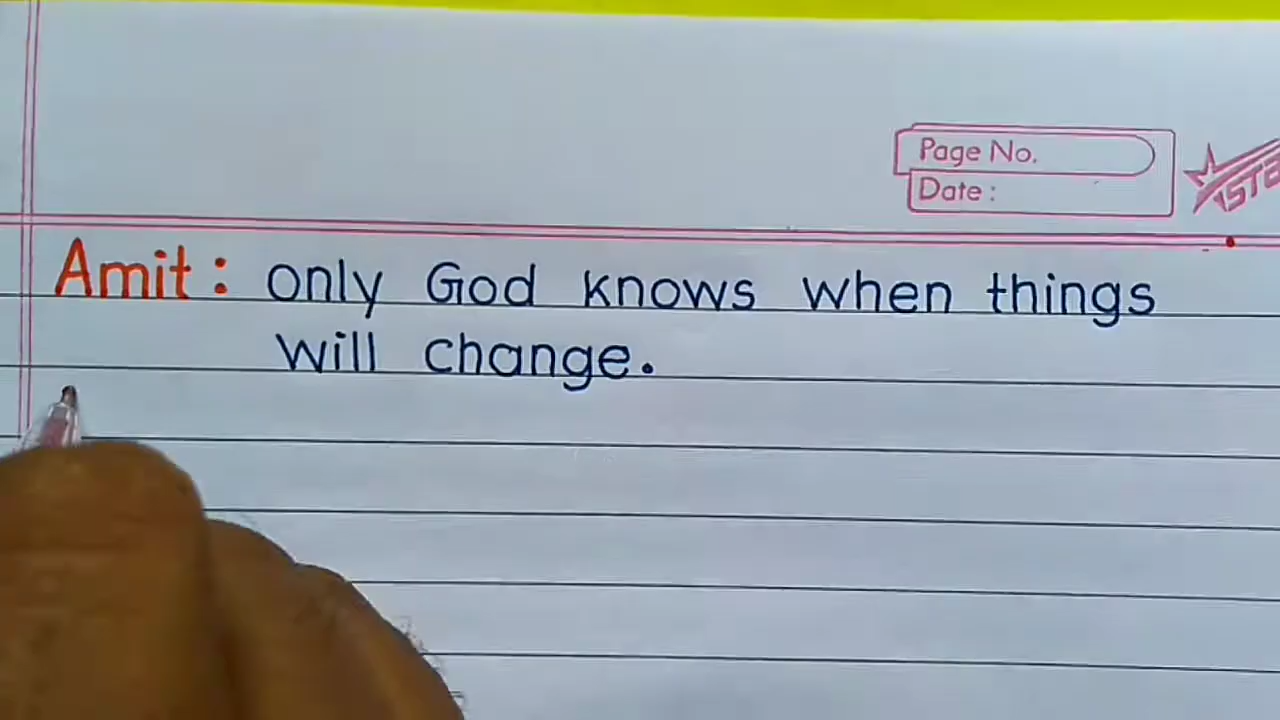 Page No.
Date :
Amit : only God knows when things
will change.